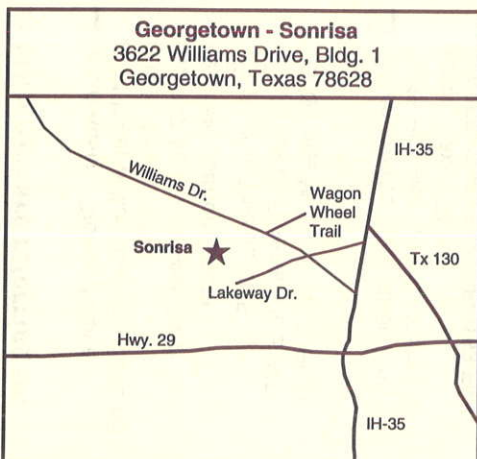 Georgetown - Sonrisa
3622 Williams Drive, Bldg. 1
Georgetown, Texas 78628
IH-35
Williams Dr.
Wagon
Wheel
Trail
Sonrisa
Tx 130
Lakeway Dr.
Hwy. 29
IH-35